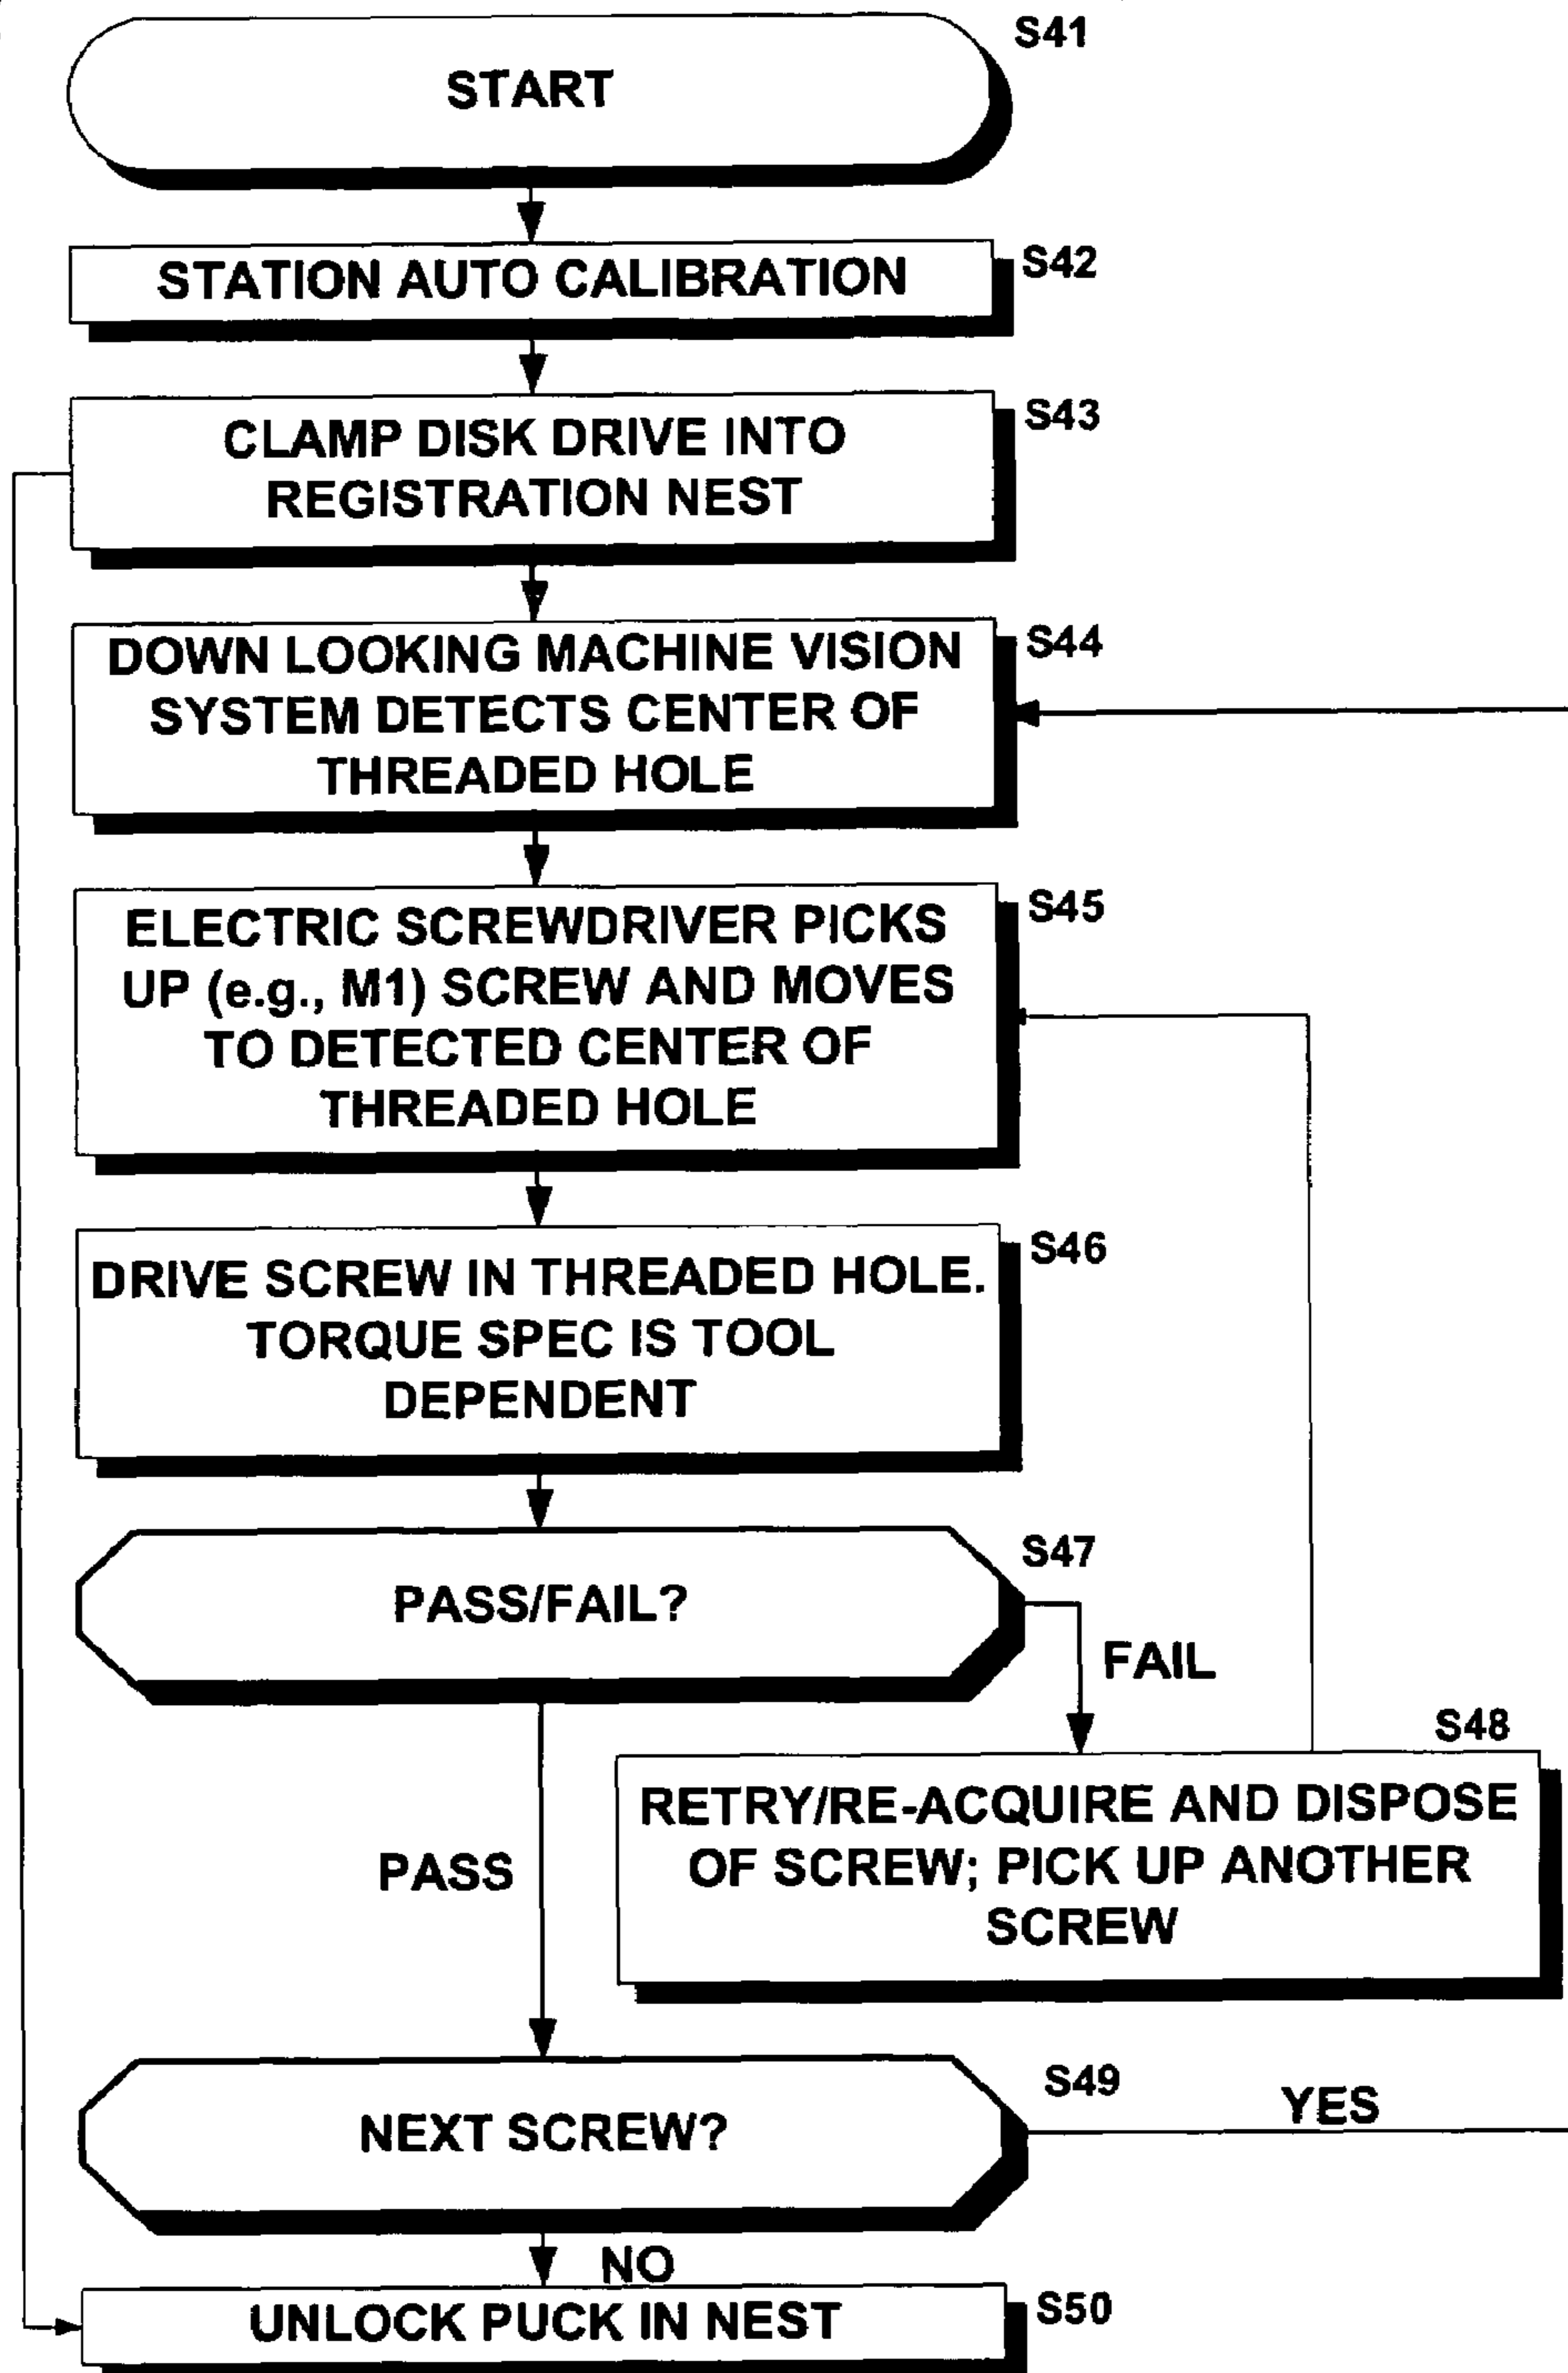 START
S41
STATION AUTO CALIBRATION
S42
CLAMP DISK DRIVE INTO
REGISTRATION NEST
S43
DOWN LOOKING MACHINE VISION
SYSTEM DETECTS CENTER OF
THREADED HOLE
S44
ELECTRIC SCREWDRIVER PICKS
UP (e.g., M1) SCREW AND MOVES
TO DETECTED CENTER OF
THREADED HOLE
S45
DRIVE SCREW IN THREADED HOLE.
TORQUE SPEC IS TOOL
DEPENDENT
S46
PASS/FAIL?
S47
FAIL
S48
RETRY/RE-ACQUIRE AND DISPOSE
OF SCREW; PICK UP ANOTHER
SCREW
PASS
NEXT SCREW?
S49
YES
NO
UNLOCK PUCK IN NEST
S50